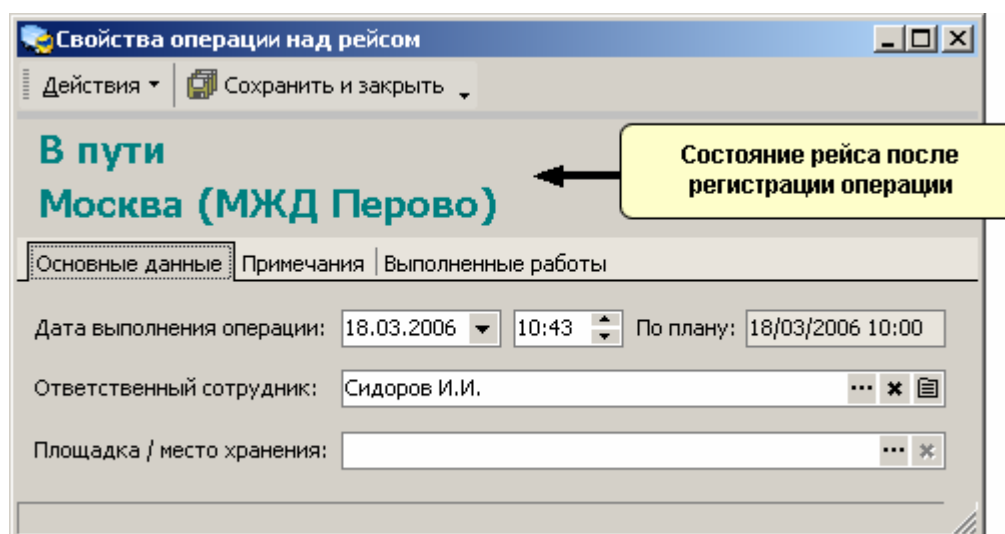 Свойства операции над рейсом
Действия Сохранить и закрыть
В пути
Москва (МЖД Перово)
Состояние рейса после
регистрации операции
Основные данные Примечания Выполненные работы
Дата выполнения операции: 18.03.2006 10:43 По плану: 18/03/2006 10:00
Ответственный сотрудник: Сидоров И.И.
Площадка / место хранения: